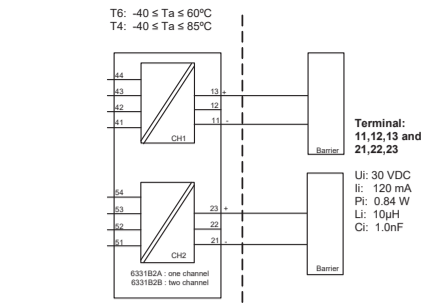 T6: -40 ≤ Ta ≤ 60ºC
T4: -40 ≤ Ta ≤ 85ºC
44
43
42
41
13 +
12
11 -
CH1
Barrier
Terminal:
11,12,13 and
21,22,23
Ui: 30 VDC
Ii: 120 mA
Pi: 0.84 W
Li: 10µH
Ci: 1.0nF
54
53
52
51
23 +
22
21 -
CH2
Barrier
6331B2A : one channel
6331B2B : two channel